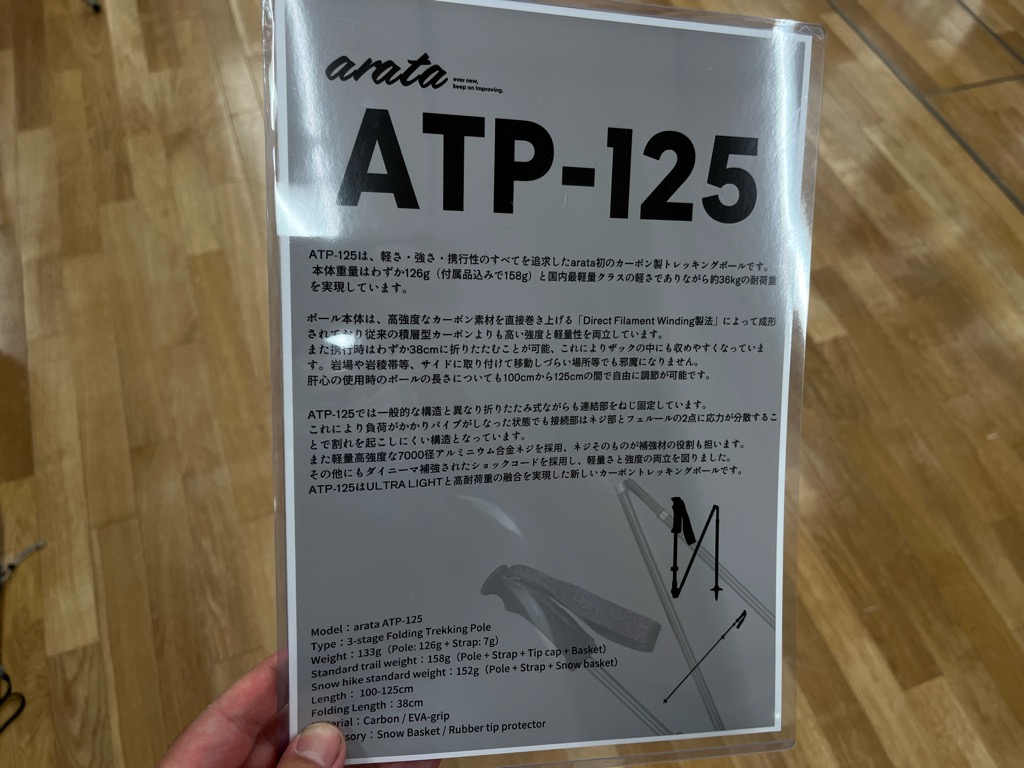 arata
ever new,
keep on improving.
ATP-125
ATP-125は、軽さ・強さ・携行性のすべてを追求したarata初のカーボン製トレッキングポールです。
本体重量はわずか126g（付属品込みで158g）と国内最軽量クラスの軽さでありながら約36kgの耐荷重
を実現しています。
ポール本体は、高強度なカーボン素材を直接巻き上げる「Direct Filament Winding製法」によって成形
されており従来の積層型カーボンよりも高い強度と軽量性を両立しています。
また携行時はわずか38cmに折りたたむことが可能、これによりザックの中にも収めやすくなっていま
す。岩場や岩稜帯等、サイドに取り付けて移動しづらい場所等でも邪魔になりません。
肝心の使用時のポールの長さについても100cmから125cmの間で自由に調節が可能です。
ATP-125では一般的な構造と異なり折りたたみ式ながらも連結部をねじ固定しています。
これにより負荷がかかりパイプがしなった状態でも接続部はネジ部とフェルールの2点に応力が分散するこ
とで割れを起こしにくい構造となっています。
また軽量高強度な7000径アルミニウム合金ネジを採用、ネジそのものが補強材の役割も担います。
その他にもダイニーマ補強されたショックコードを採用し、軽量さと強度の両立を図りました。
ATP-125はULTRA LIGHTと高耐荷重の融合を実現した新しいカーボントレッキングポールです。
Model：arata ATP-125
Type：3-stage Folding Trekking Pole
Weight：133g（Pole: 126g + Strap: 7g）
Standard trail weight：158g（Pole + Strap + Tip cap + Basket）
Snow hike standard weight：152g（Pole + Strap + Snow basket）
Length： 100-125cm
Folding Length：38cm
：Carbon / EVA-grip
：Snow Basket / Rubber tip protector